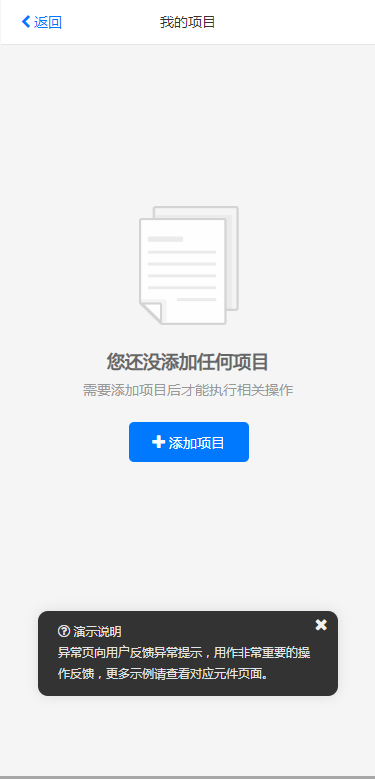 返回
我的项目
您还没添加任何项目
需要添加项目后才能执行相关操作
添加项目
演示说明
异常页向用户反馈异常提示，用作非常重要的操
作反馈，更多示例请查看对应元件页面。